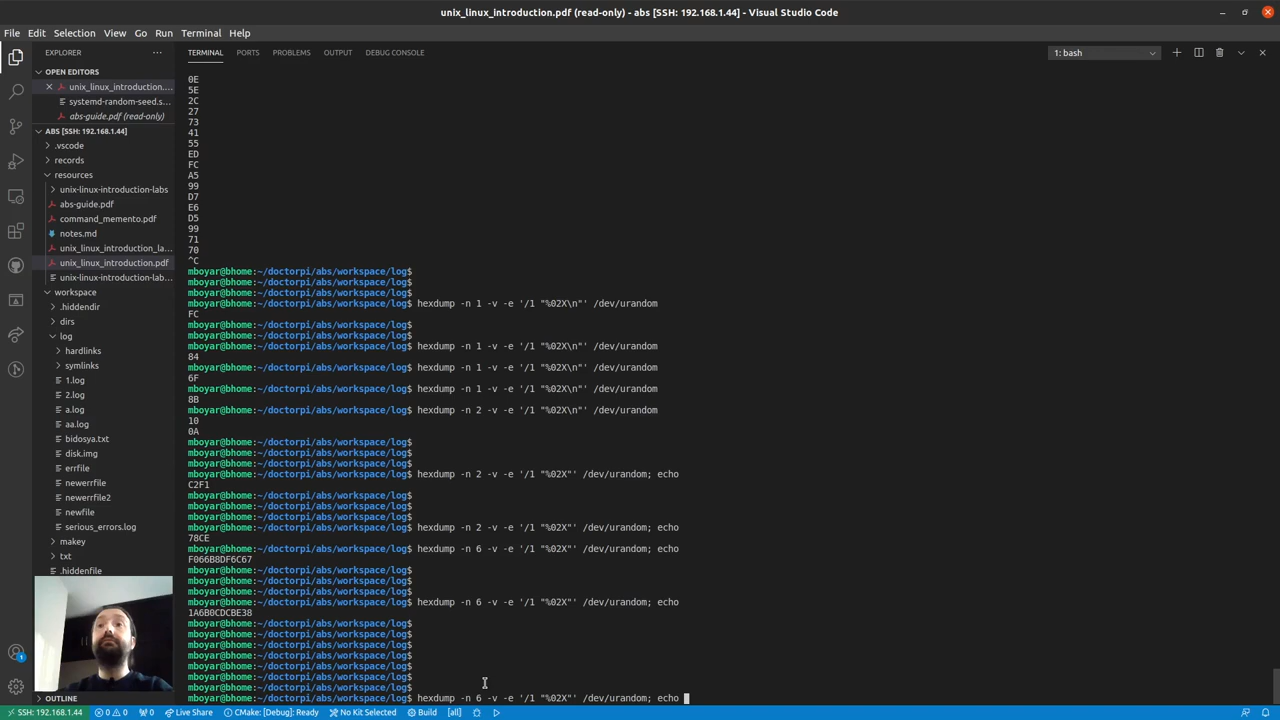 unix_linux_introduction.pdf (read-only) - abs [SSH: 192.168.1.44] - Visual Studio Code
File Edit Selection View Go Run Terminal Help
EXPLORER
OPEN EDITORS
unix_linux_introduction....
systemd-random-seed.s...
abs-guide.pdf (read-only)
ABS [SSH: 192.168.1.44]
.vscode
records
resources
unix-linux-introduction-labs
abs-guide.pdf
command_memento.pdf
notes.md
unix_linux_introduction_la...
unix_linux_introduction.pdf
unix-linux-introduction-lab...
workspace
.hiddendir
dirs
log
hardlinks
symlinks
1.log
2.log
a.log
aa.log
bidosya.txt
disk.img
errfile
newerrfile
newerrfile2
newfile
serious_errors.log
makey
txt
.hiddenfile
OUTLINE
TERMINAL PORTS PROBLEMS OUTPUT DEBUG CONSOLE
1: bash
0E
5E
2C
27
73
41
55
ED
FC
A5
99
D7
E6
D5
99
71
70
^C
mboyar@bhome:~/doctorpi/abs/workspace/log$
mboyar@bhome:~/doctorpi/abs/workspace/log$
mboyar@bhome:~/doctorpi/abs/workspace/log$
mboyar@bhome:~/doctorpi/abs/workspace/log$ hexdump -n 1 -v -e '/1 "%02X\n"' /dev/urandom
FC
mboyar@bhome:~/doctorpi/abs/workspace/log$
mboyar@bhome:~/doctorpi/abs/workspace/log$
mboyar@bhome:~/doctorpi/abs/workspace/log$ hexdump -n 1 -v -e '/1 "%02X\n"' /dev/urandom
84
mboyar@bhome:~/doctorpi/abs/workspace/log$ hexdump -n 1 -v -e '/1 "%02X\n"' /dev/urandom
6F
mboyar@bhome:~/doctorpi/abs/workspace/log$ hexdump -n 1 -v -e '/1 "%02X\n"' /dev/urandom
8B
mboyar@bhome:~/doctorpi/abs/workspace/log$ hexdump -n 2 -v -e '/1 "%02X\n"' /dev/urandom
10
0A
mboyar@bhome:~/doctorpi/abs/workspace/log$
mboyar@bhome:~/doctorpi/abs/workspace/log$
mboyar@bhome:~/doctorpi/abs/workspace/log$
mboyar@bhome:~/doctorpi/abs/workspace/log$ hexdump -n 2 -v -e '/1 "%02X"' /dev/urandom; echo
C2F1
mboyar@bhome:~/doctorpi/abs/workspace/log$
mboyar@bhome:~/doctorpi/abs/workspace/log$
mboyar@bhome:~/doctorpi/abs/workspace/log$
mboyar@bhome:~/doctorpi/abs/workspace/log$ hexdump -n 2 -v -e '/1 "%02X"' /dev/urandom; echo
78CE
mboyar@bhome:~/doctorpi/abs/workspace/log$ hexdump -n 6 -v -e '/1 "%02X"' /dev/urandom; echo
F066B8DF6C67
mboyar@bhome:~/doctorpi/abs/workspace/log$
mboyar@bhome:~/doctorpi/abs/workspace/log$
mboyar@bhome:~/doctorpi/abs/workspace/log$
mboyar@bhome:~/doctorpi/abs/workspace/log$ hexdump -n 6 -v -e '/1 "%02X"' /dev/urandom; echo
1A6B0CDCBE38
mboyar@bhome:~/doctorpi/abs/workspace/log$
mboyar@bhome:~/doctorpi/abs/workspace/log$
mboyar@bhome:~/doctorpi/abs/workspace/log$
mboyar@bhome:~/doctorpi/abs/workspace/log$
mboyar@bhome:~/doctorpi/abs/workspace/log$
mboyar@bhome:~/doctorpi/abs/workspace/log$
mboyar@bhome:~/doctorpi/abs/workspace/log$
mboyar@bhome:~/doctorpi/abs/workspace/log$ hexdump -n 6 -v -e '/1 "%02X"' /dev/urandom; echo
1
SSH: 192.168.1.44 0 0 0 Live Share CMake: [Debug]: Ready No Kit Selected Build [all]